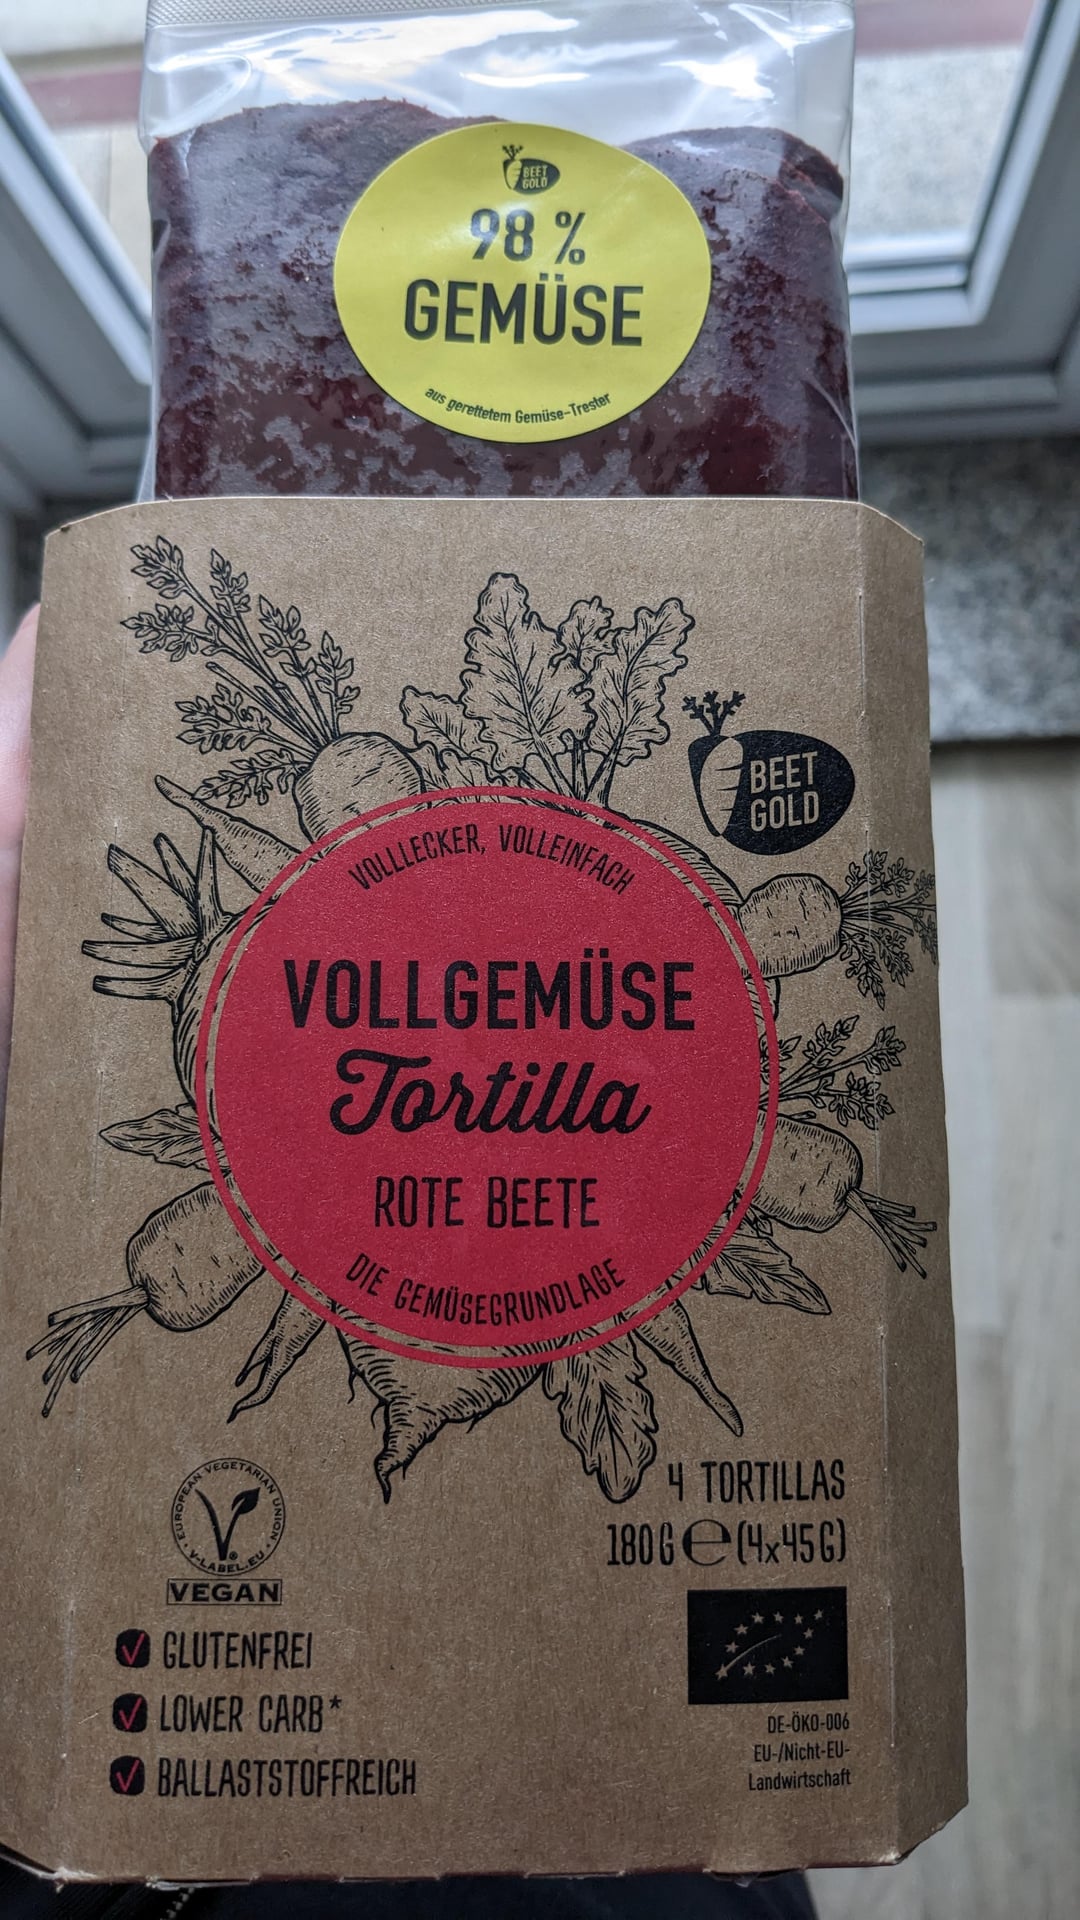 BEET
GOLD
98 %
GEMÜSE
aus gerettetem Gemüse-Trester
BEET
GOLD
VOLLLECKER, VOLLEINFACH
VOLLGEMÜSE
Tortilla
ROTE BEETE
DIE GEMÜSEGRUNDLAGE
EUROPEAN VEGETARIAN UNION
V-LABEL.EU
V®
VEGAN
4 TORTILLAS
180 G ℮ (4x45 G)
GLUTENFREI
LOWER CARB*
BALLASTSTOFFREICH
DE-ÖKO-006
EU-/Nicht-EU-
Landwirtschaft